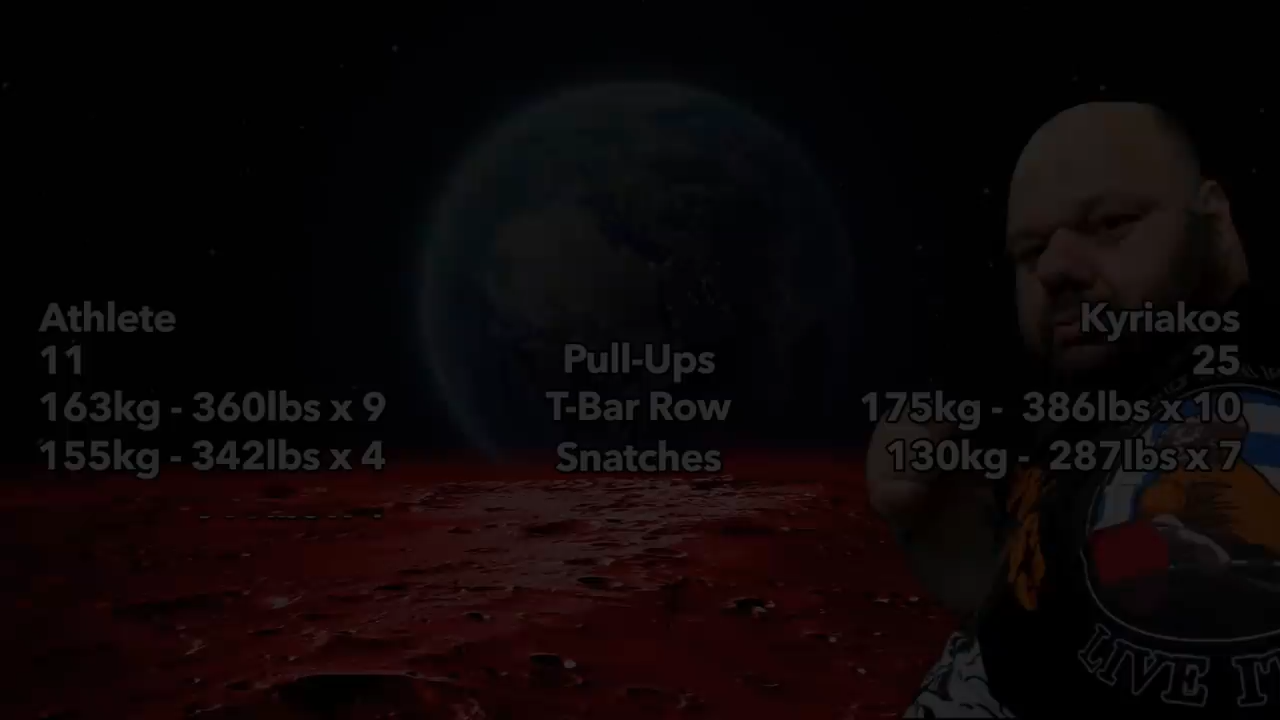 Athlete
Kyriakos
11
Pull-Ups
25
163kg - 360lbs x 9
T-Bar Row
175kg - 386lbs x 10
155kg - 342lbs x 4
Snatches
130kg - 287lbs x 7
LIVE